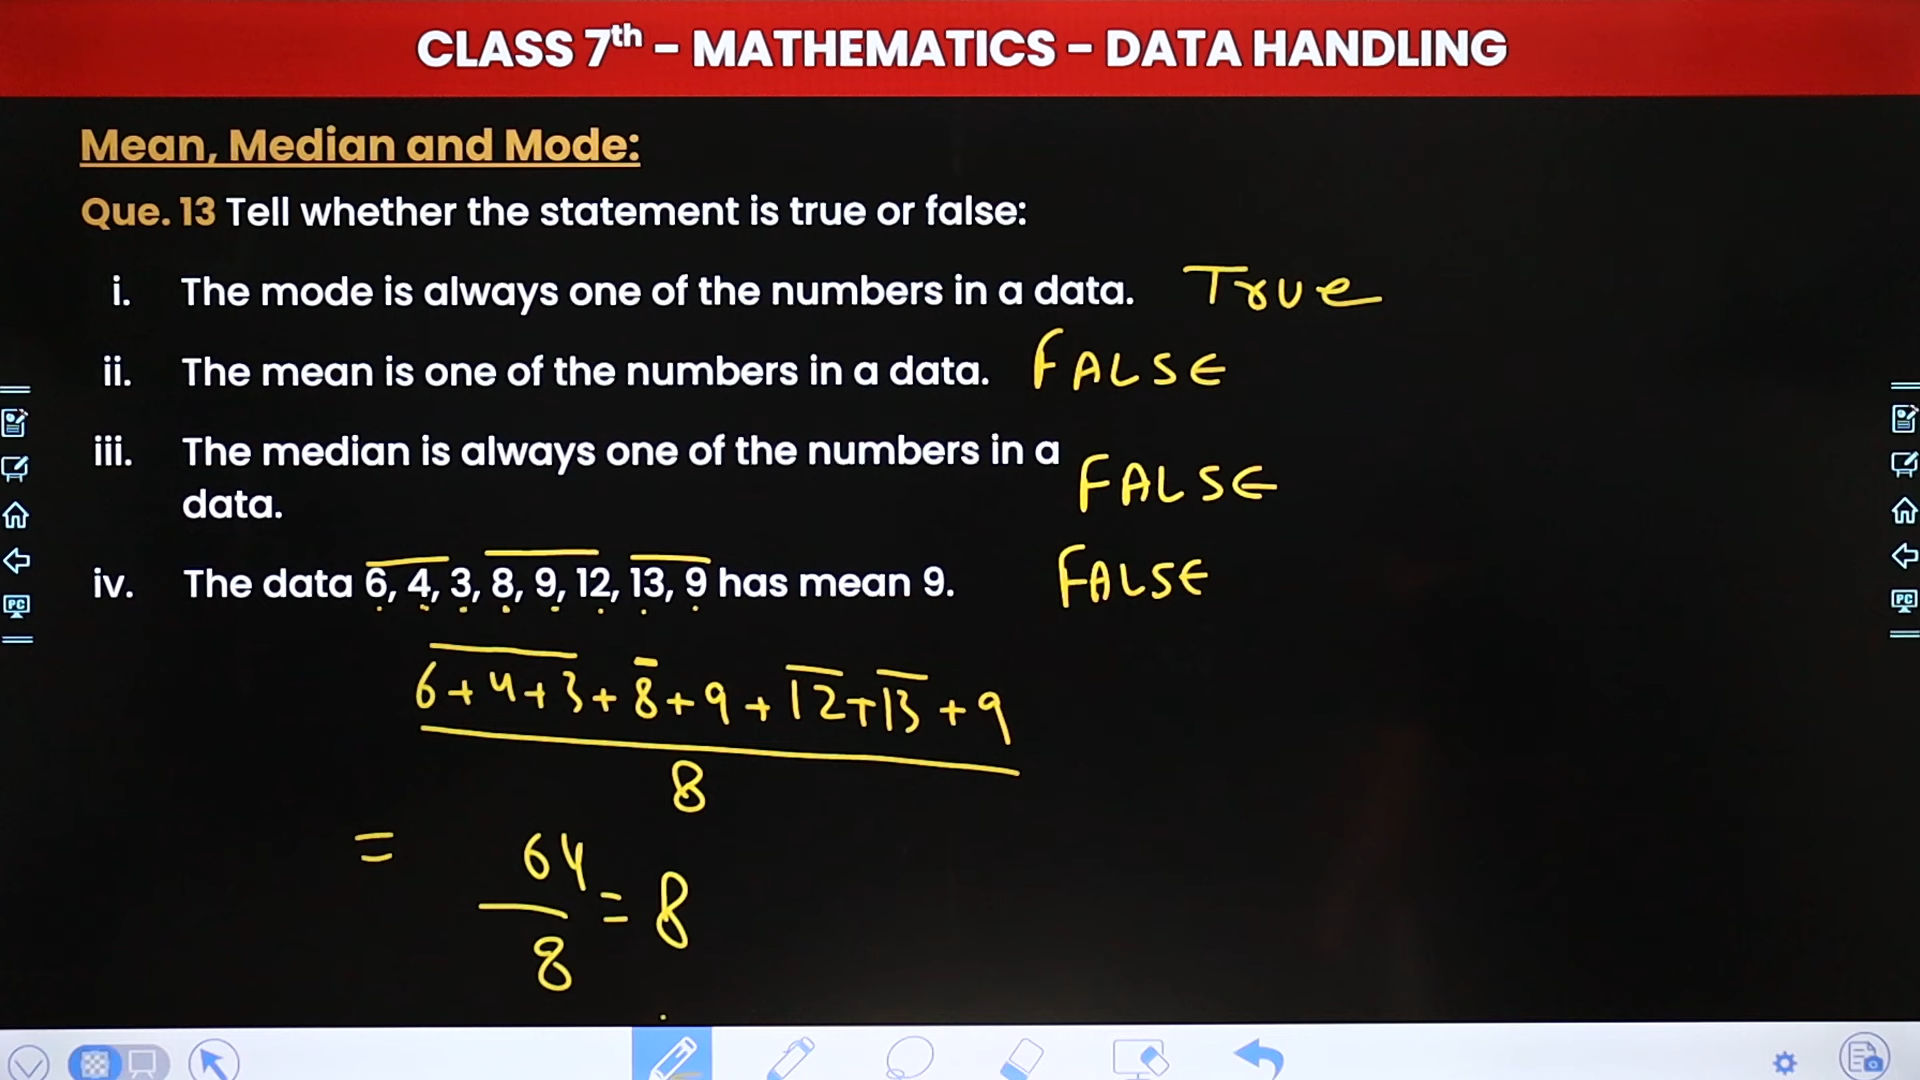 CLASS 7th - MATHEMATICS - DATA HANDLING
Mean, Median and Mode:
Que. 13 Tell whether the statement is true or false:
i. The mode is always one of the numbers in a data. True
ii. The mean is one of the numbers in a data. FALSE
iii. The median is always one of the numbers in a
data. FALSE
iv. The data 6, 4, 3, 8, 9, 12, 13, 9 has mean 9. FALSE
6+4+3+8+9+12+13+9
8
= 64
8
= 8
PC
PC